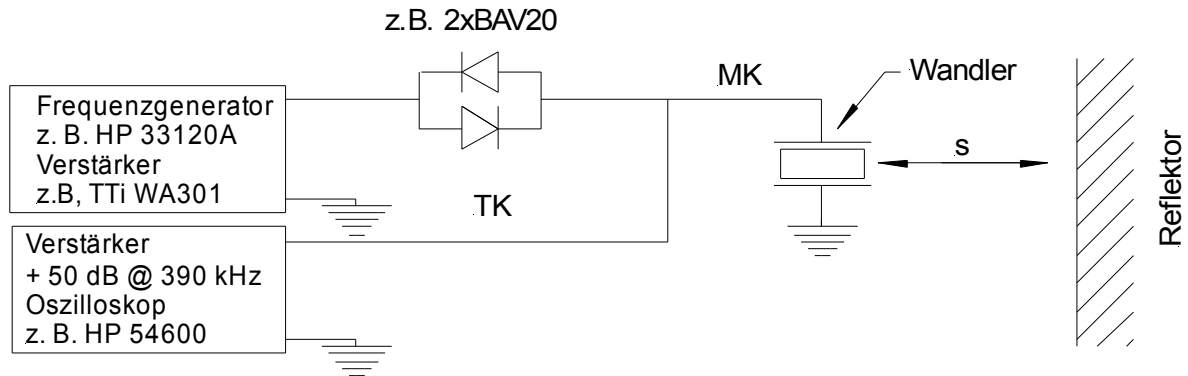 z.B. 2xBAV20
MK
Wandler
Frequenzgenerator
z. B. HP 33120A
Verstärker
z.B, TTi WA301
s
TK
Reflektor
Verstärker
+ 50 dB @ 390 kHz
Oszilloskop
z. B. HP 54600